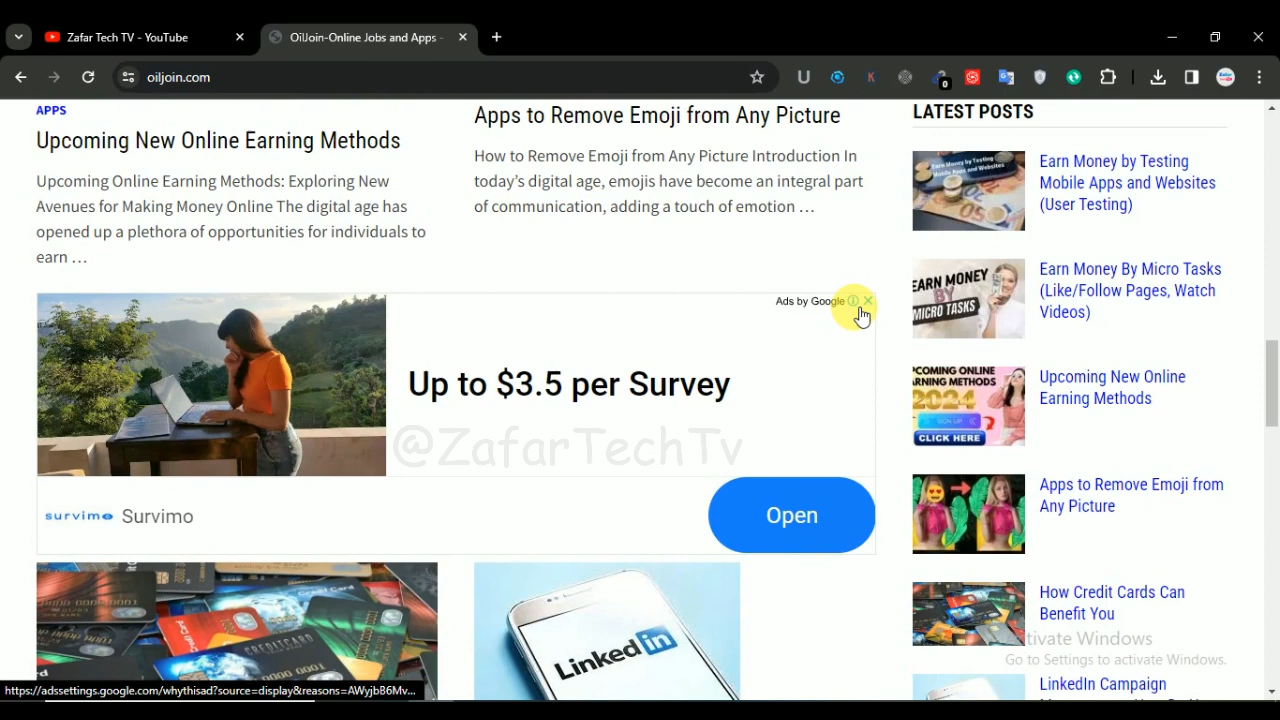 Zafar Tech TV - YouTube
OilJoin-Online Jobs and Apps -
oiljoin.com
0
APPS
Upcoming New Online Earning Methods
Upcoming Online Earning Methods: Exploring New
Avenues for Making Money Online The digital age has
opened up a plethora of opportunities for individuals to
earn …
Apps to Remove Emoji from Any Picture
How to Remove Emoji from Any Picture Introduction In
today's digital age, emojis have become an integral part
of communication, adding a touch of emotion …
Ads by Google
Up to $3.5 per Survey
@ZafarTechTv
survimo Survimo
Open
LinkedIn
LATEST POSTS
Earn Money by Testing
Mobile Apps and Websites
(User Testing)
EARN MONEY
BY
MICRO TASKS
Earn Money By Micro Tasks
(Like/Follow Pages, Watch
Videos)
2024
SIGN UP
CLICK HERE
Upcoming New Online
Earning Methods
Apps to Remove Emoji from
Any Picture
How Credit Cards Can
Benefit You
Activate Windows
Go to Settings to activate Windows.
LinkedIn Campaign
https://adssettings.google.com/whythisad?source=display&reasons=AWyjbB6Mv...